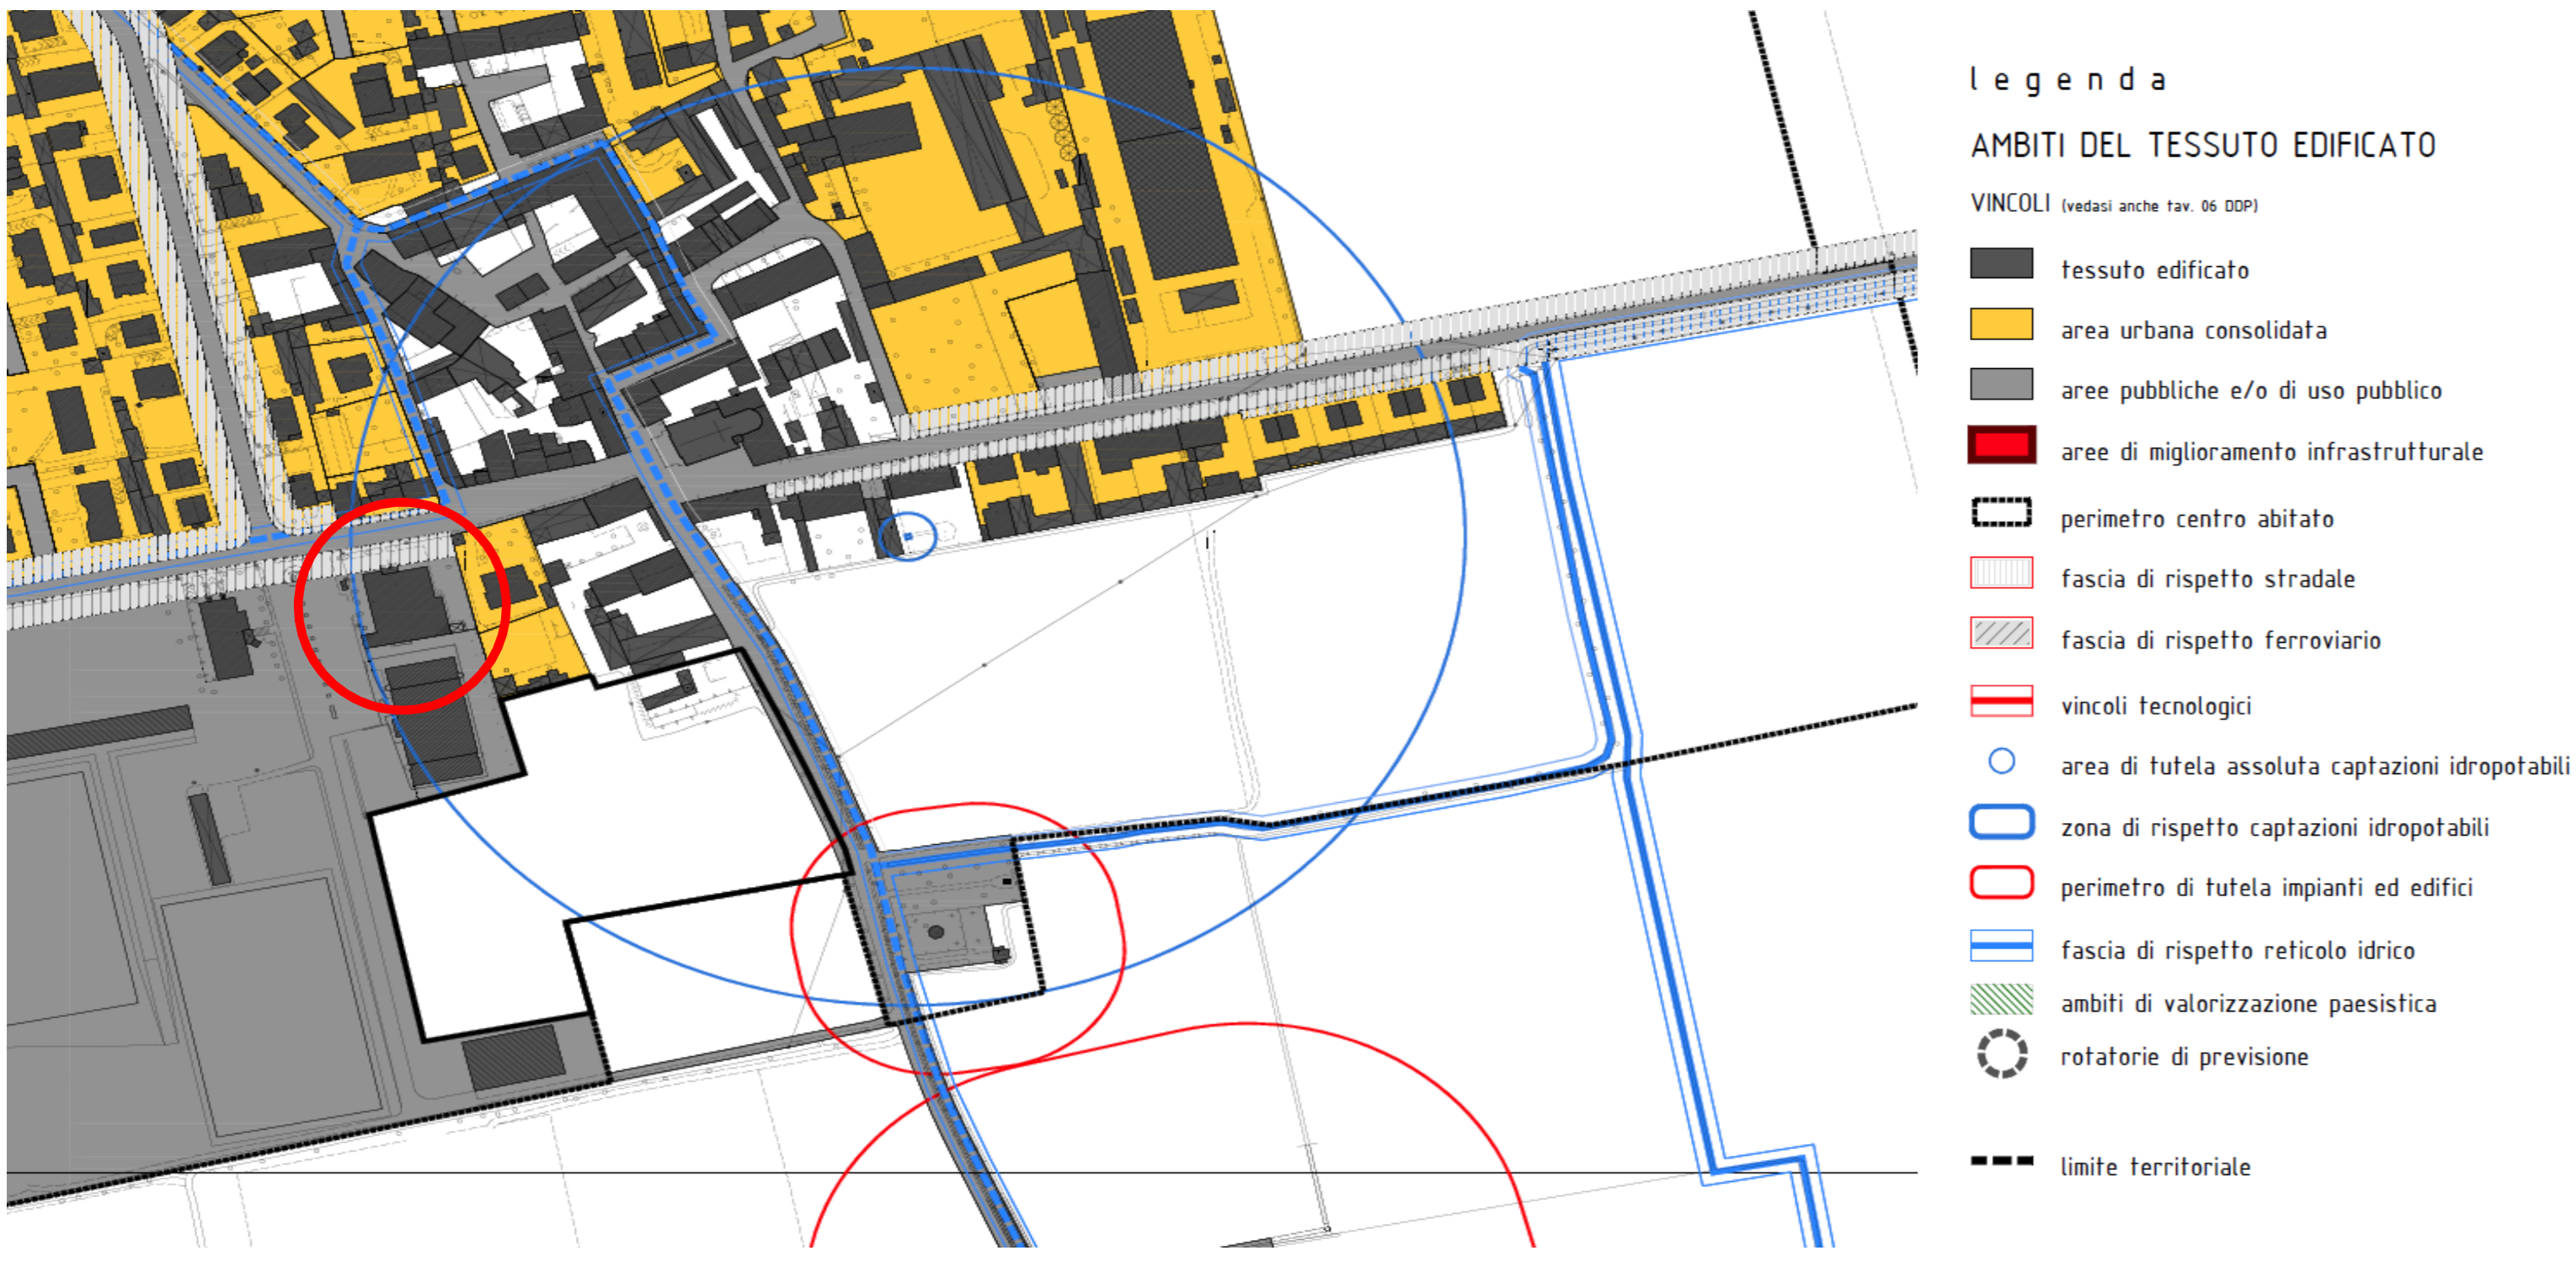 legenda
AMBITI DEL TESSUTO EDIFICATO
VINCOLI (vedasi anche tav. 06 DDP)
tessuto edificato
area urbana consolidata
aree pubbliche e/o di uso pubblico
aree di miglioramento infrastrutturale
perimetro centro abitato
fascia di rispetto stradale
fascia di rispetto ferroviario
vincoli tecnologici
area di tutela assoluta captazioni idropotabili
zona di rispetto captazioni idropotabili
perimetro di tutela impianti ed edifici
fascia di rispetto reticolo idrico
ambiti di valorizzazione paesistica
rotatorie di previsione
limite territoriale